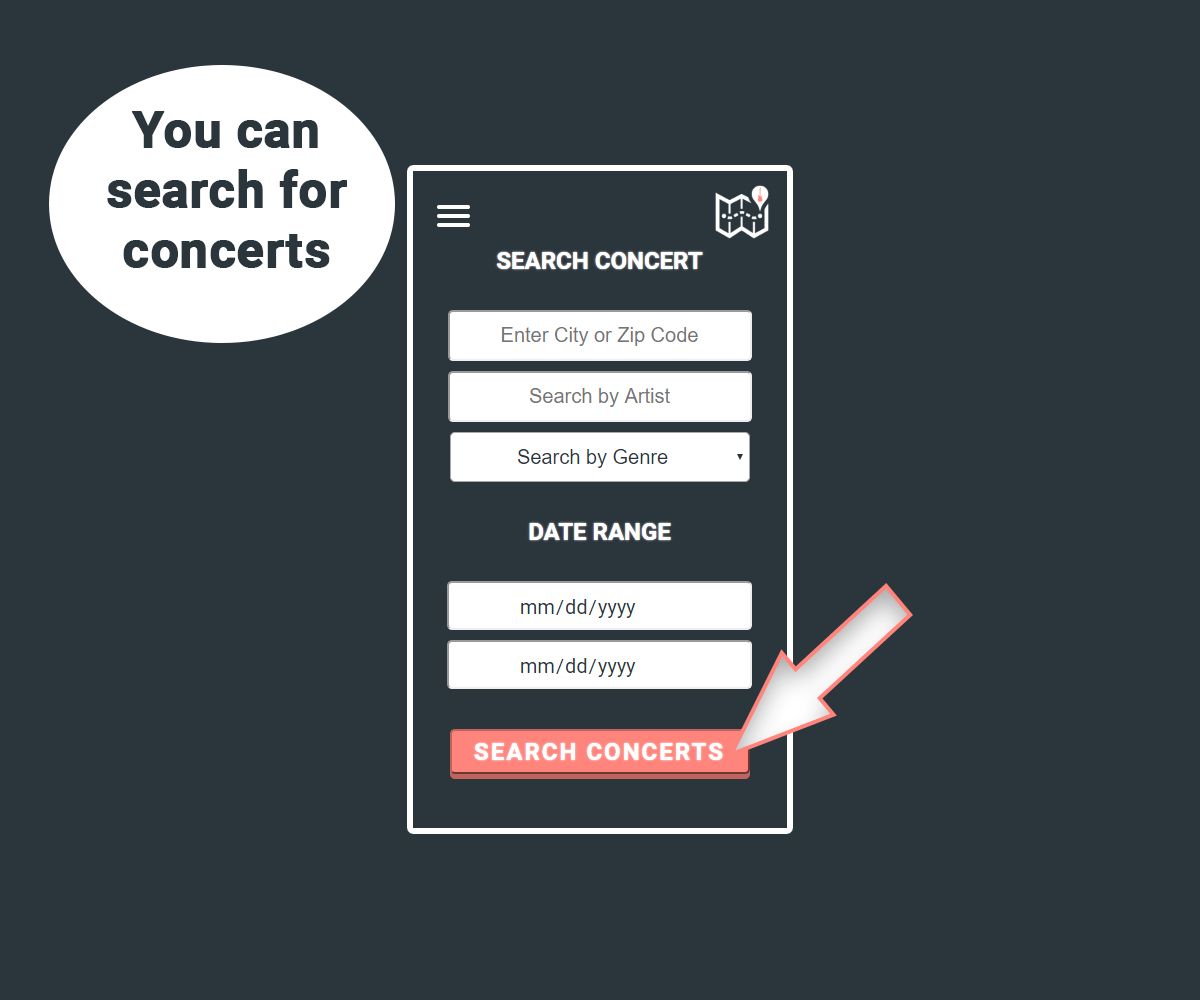 You can
search for
concerts
SEARCH CONCERT
Enter City or Zip Code
Search by Artist
Search by Genre
DATE RANGE
mm/dd/yyyy
mm/dd/yyyy
SEARCH CONCERTS